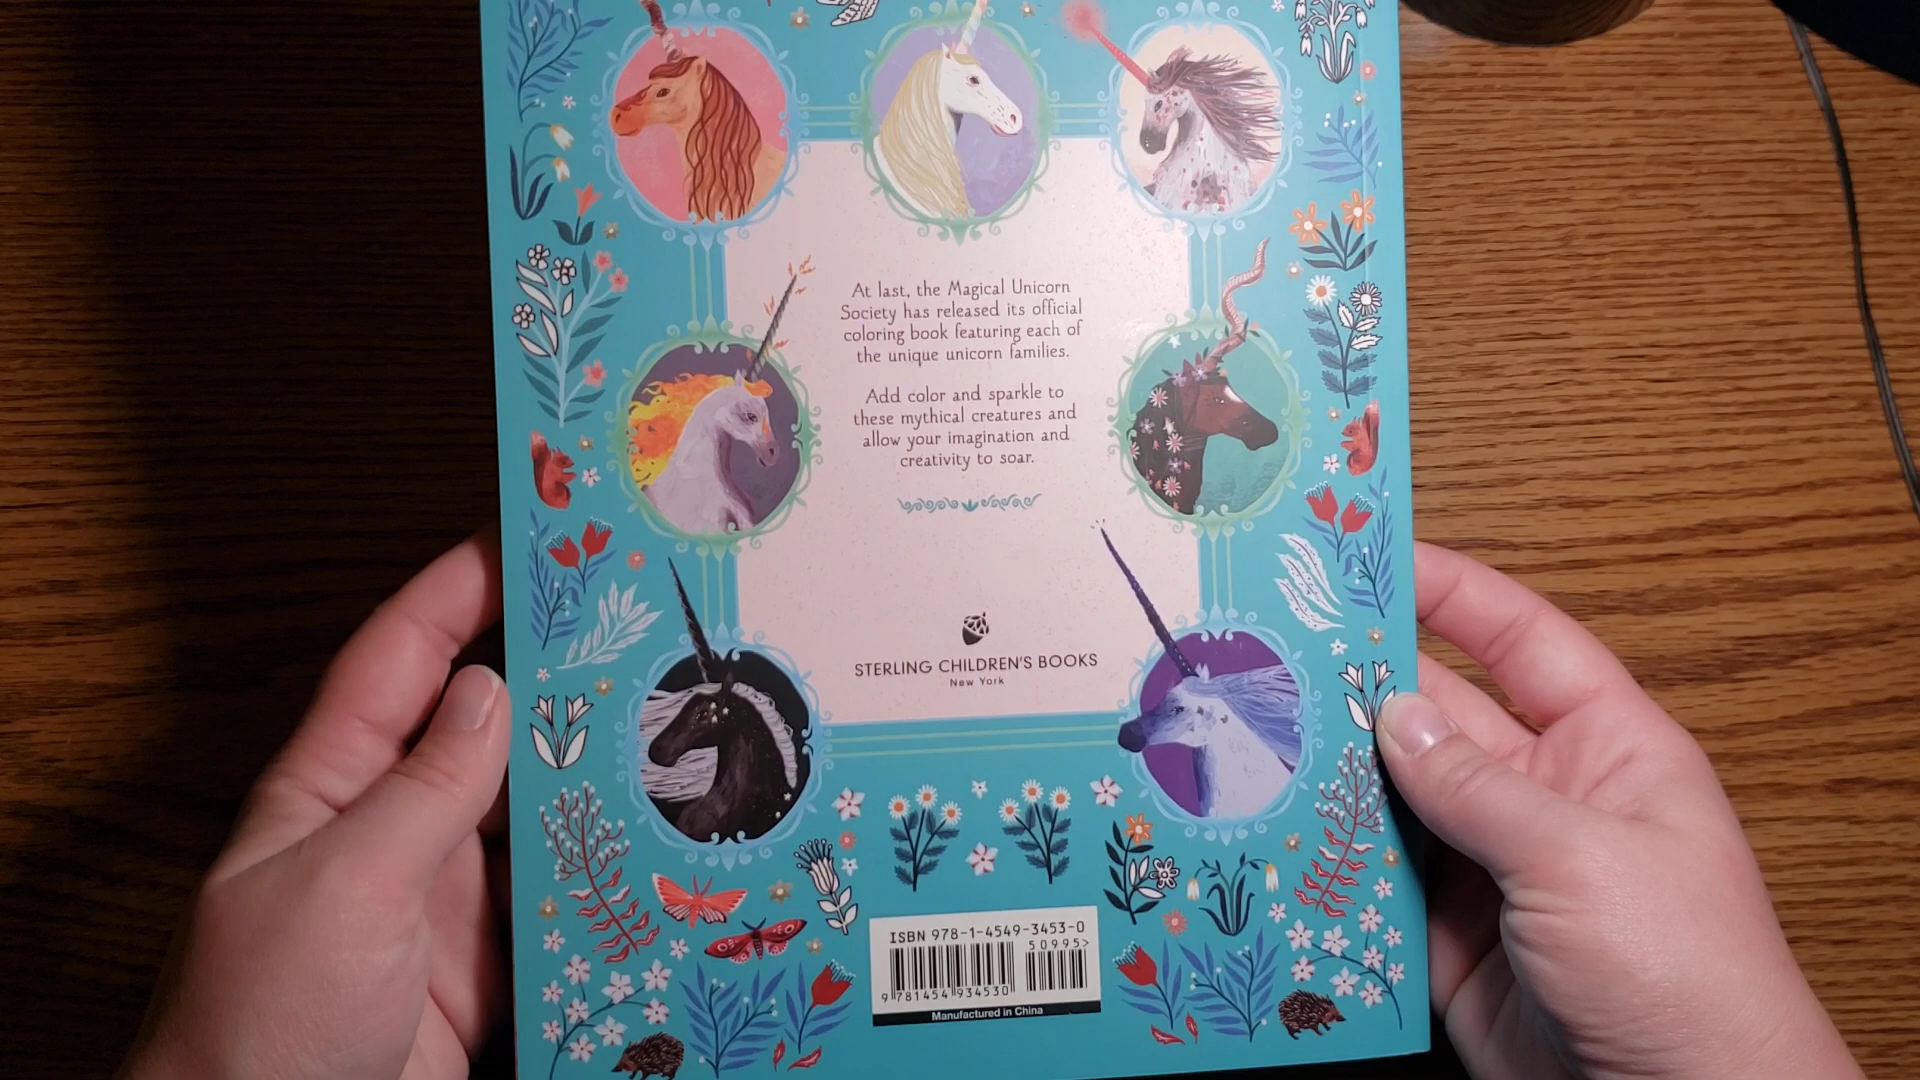 At last, the Magical Unicorn
Society has released its official
coloring book featuring each of
the unique unicorn families.
Add color and sparkle to
these mythical creatures and
allow your imagination and
creativity to soar.
STERLING CHILDREN'S BOOKS
New York
ISBN 978-1-4549-3453-0
50995>
9 781454 934530
Manufactured in China